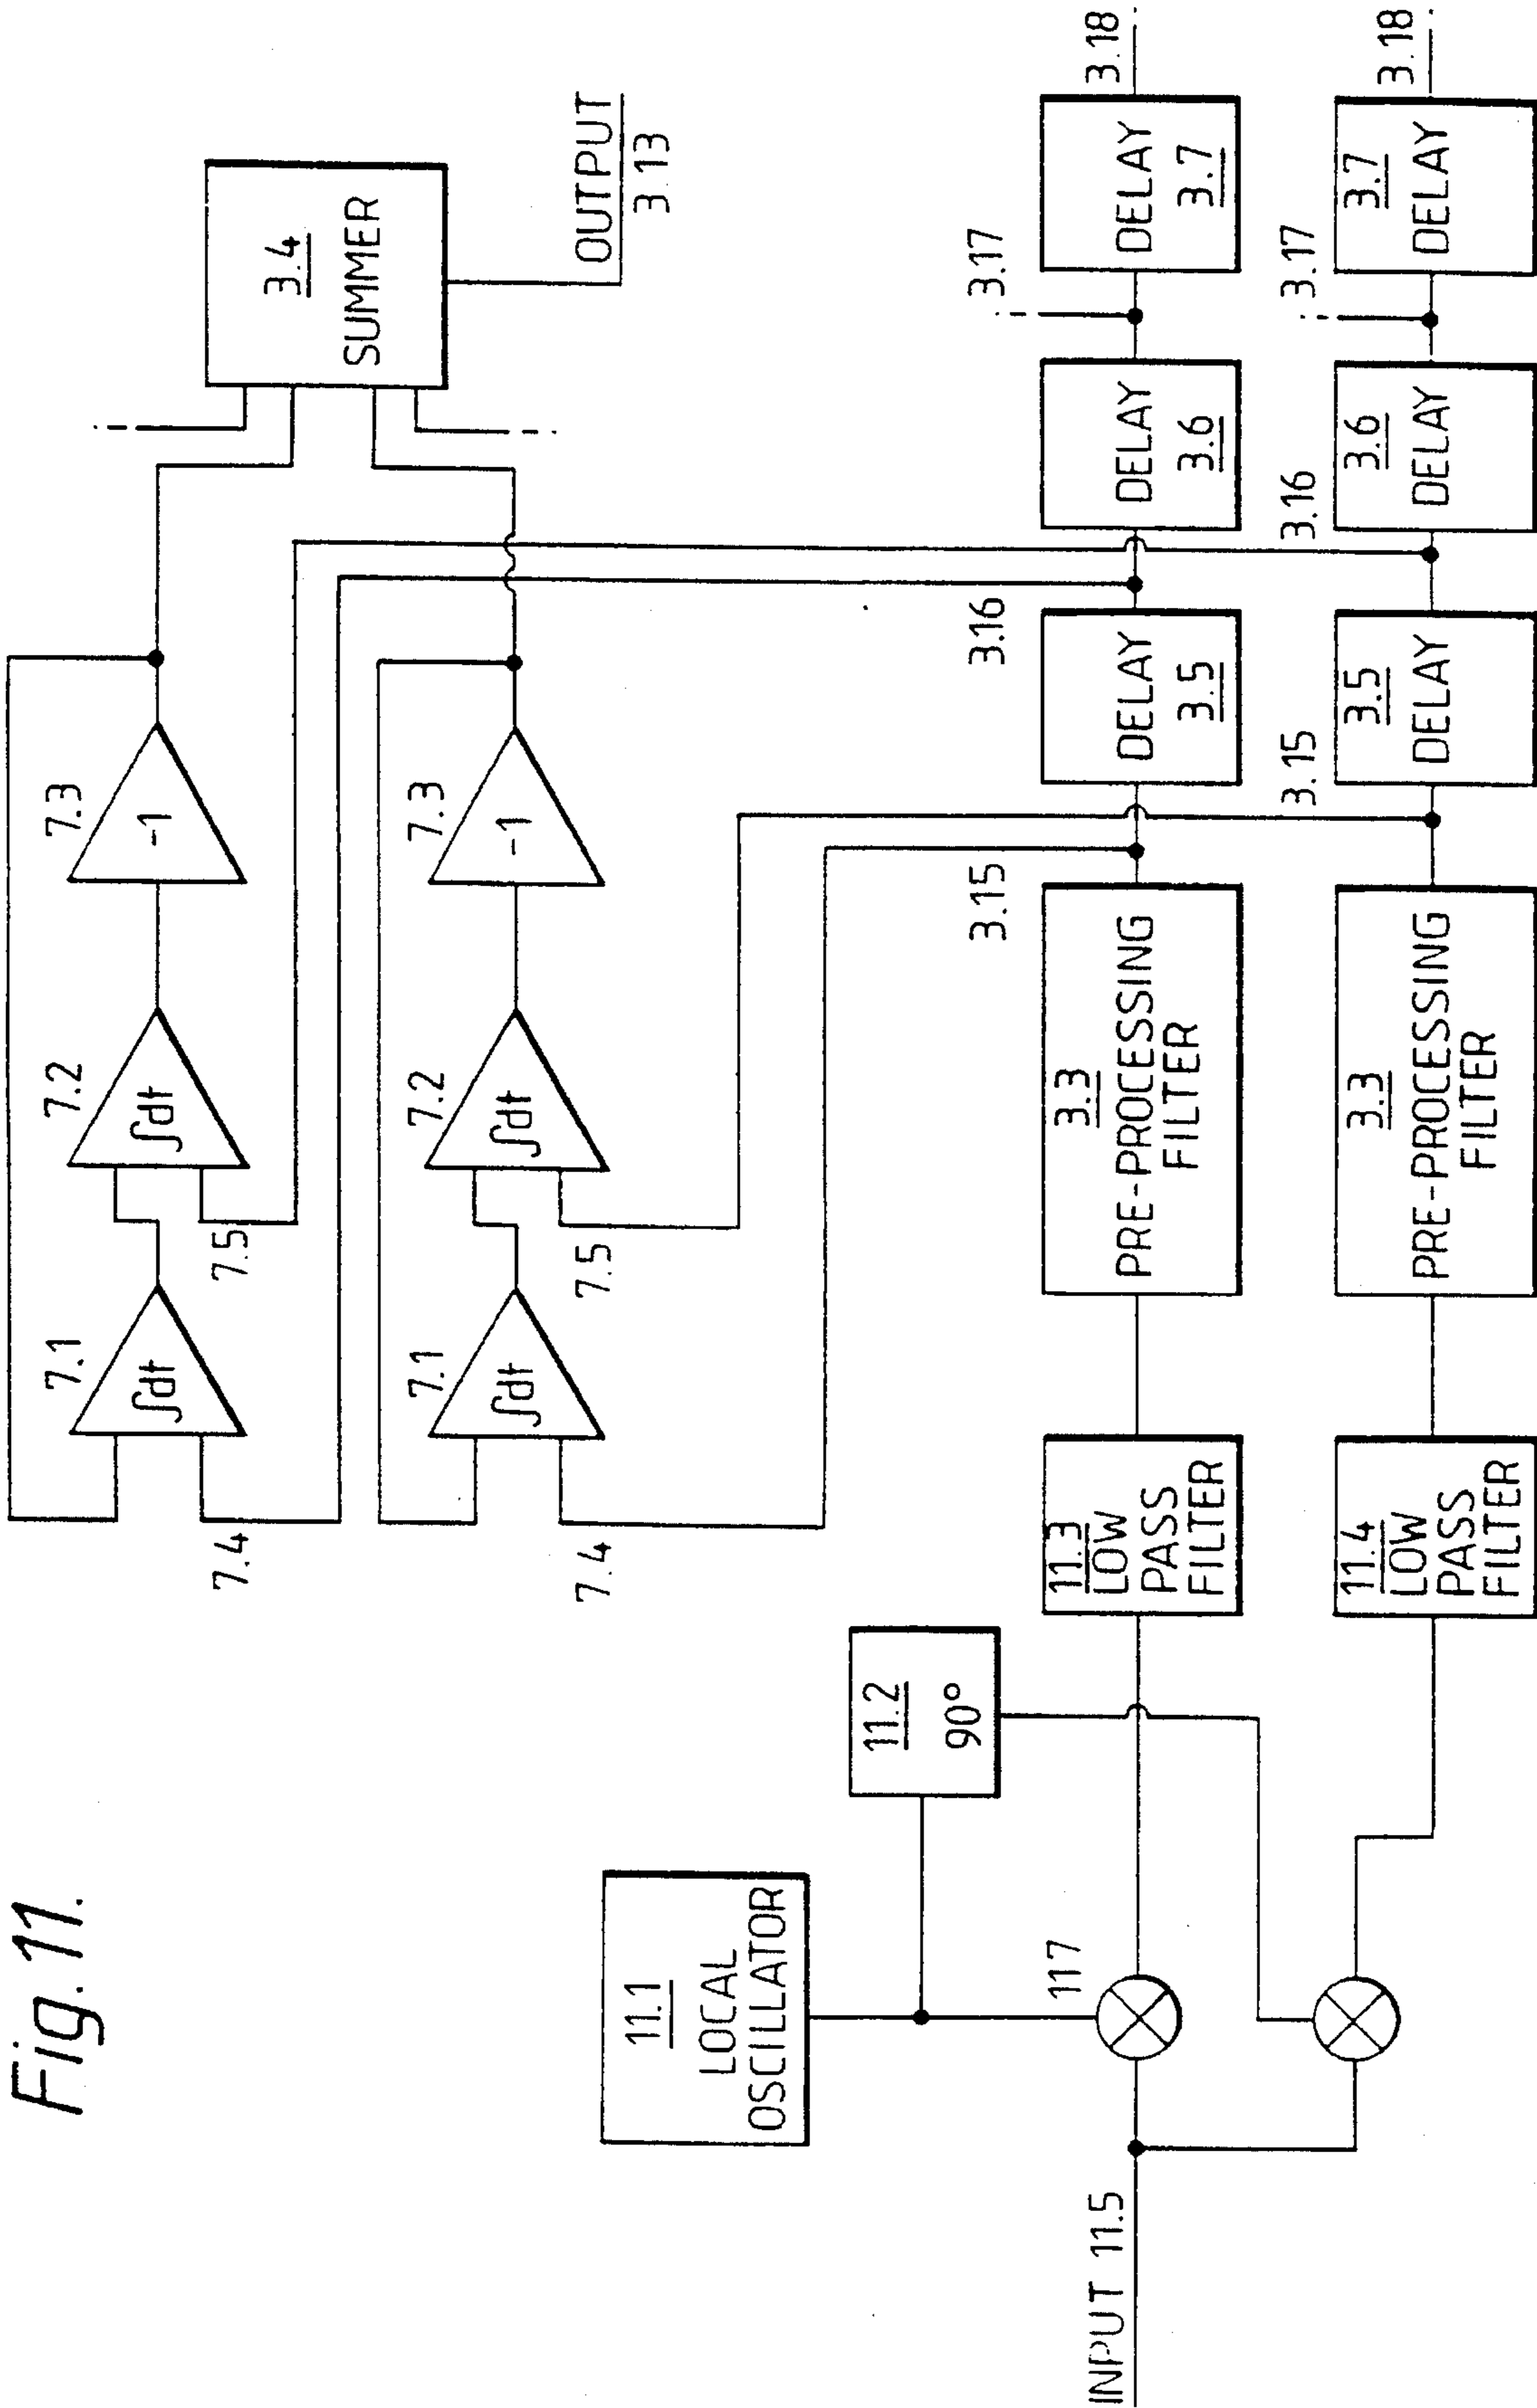 Fig.11.
7.1
∫dt
7.2
∫dt
7.3
-1
7.4
7.5
3.4
SUMMER
OUTPUT
3.13
7.1
∫dt
7.2
∫dt
7.3
-1
7.4
7.5
11.1
LOCAL
OSCILLATOR
11.2
90°
117
INPUT 11.5
11.3
LOW
PASS
FILTER
3.3
PRE-PROCESSING
FILTER
3.15
DELAY
3.5
3.16
DELAY
3.6
3.17
DELAY
3.7
3.18
11.4
LOW
PASS
FILTER
3.3
PRE-PROCESSING
FILTER
3.15
3.5
DELAY
3.16
3.6
DELAY
3.17
3.7
DELAY
3.18